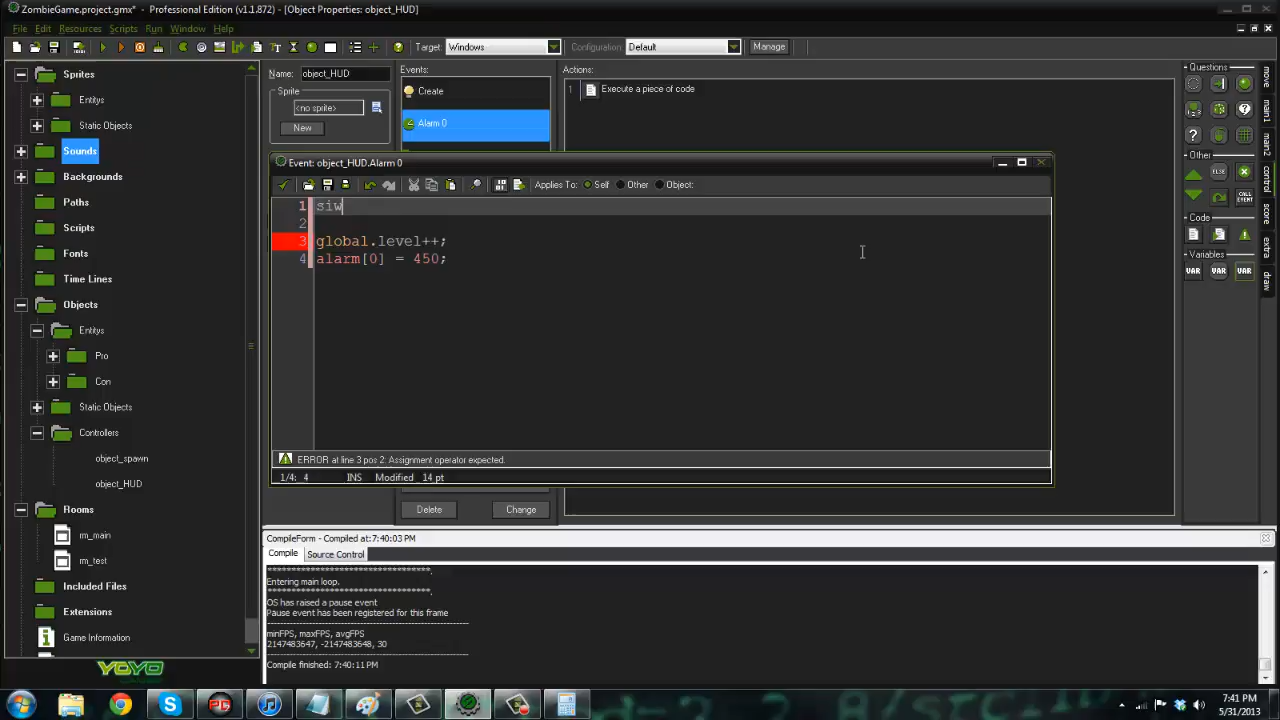 ZombieGame.project.gmx* - Professional Edition (v1.1.872) - [Object Properties: object_HUD]
File Edit Resources Scripts Run Window Help
Target: Windows Configuration: Default Manage
Sprites
Entitys
Static Objects
Sounds
Backgrounds
Paths
Scripts
Fonts
Time Lines
Objects
Entitys
Pro
Con
Static Objects
Controllers
object_spawn
object_HUD
Rooms
rm_main
rm_test
Included Files
Extensions
Game Information
YOYO
Name: object_HUD
Sprite
<no sprite>
New
Events:
Create
Alarm 0
Delete Change
Actions:
1 Execute a piece of code
Event: object_HUD.Alarm 0
Applies To: Self Other Object:
1 siw
2
3 global.level++;
4 alarm[0] = 450;
ERROR at line 3 pos 2: Assignment operator expected.
1/4: 4 INS Modified 14 pt
Questions
Other
ELSE
CALL EVENT
Code
Variables
VAR VAR VAR
move
main1
main2
control
score
extra
draw
CompileForm - Compiled at:7:40:03 PM
Compile Source Control
Entering main loop.
OS has raised a pause event
Pause event has been registered for this frame
minFPS, maxFPS, avgFPS
2147483647, -2147483648, 30
Compile finished: 7:40:11 PM
7:41 PM
5/31/2013